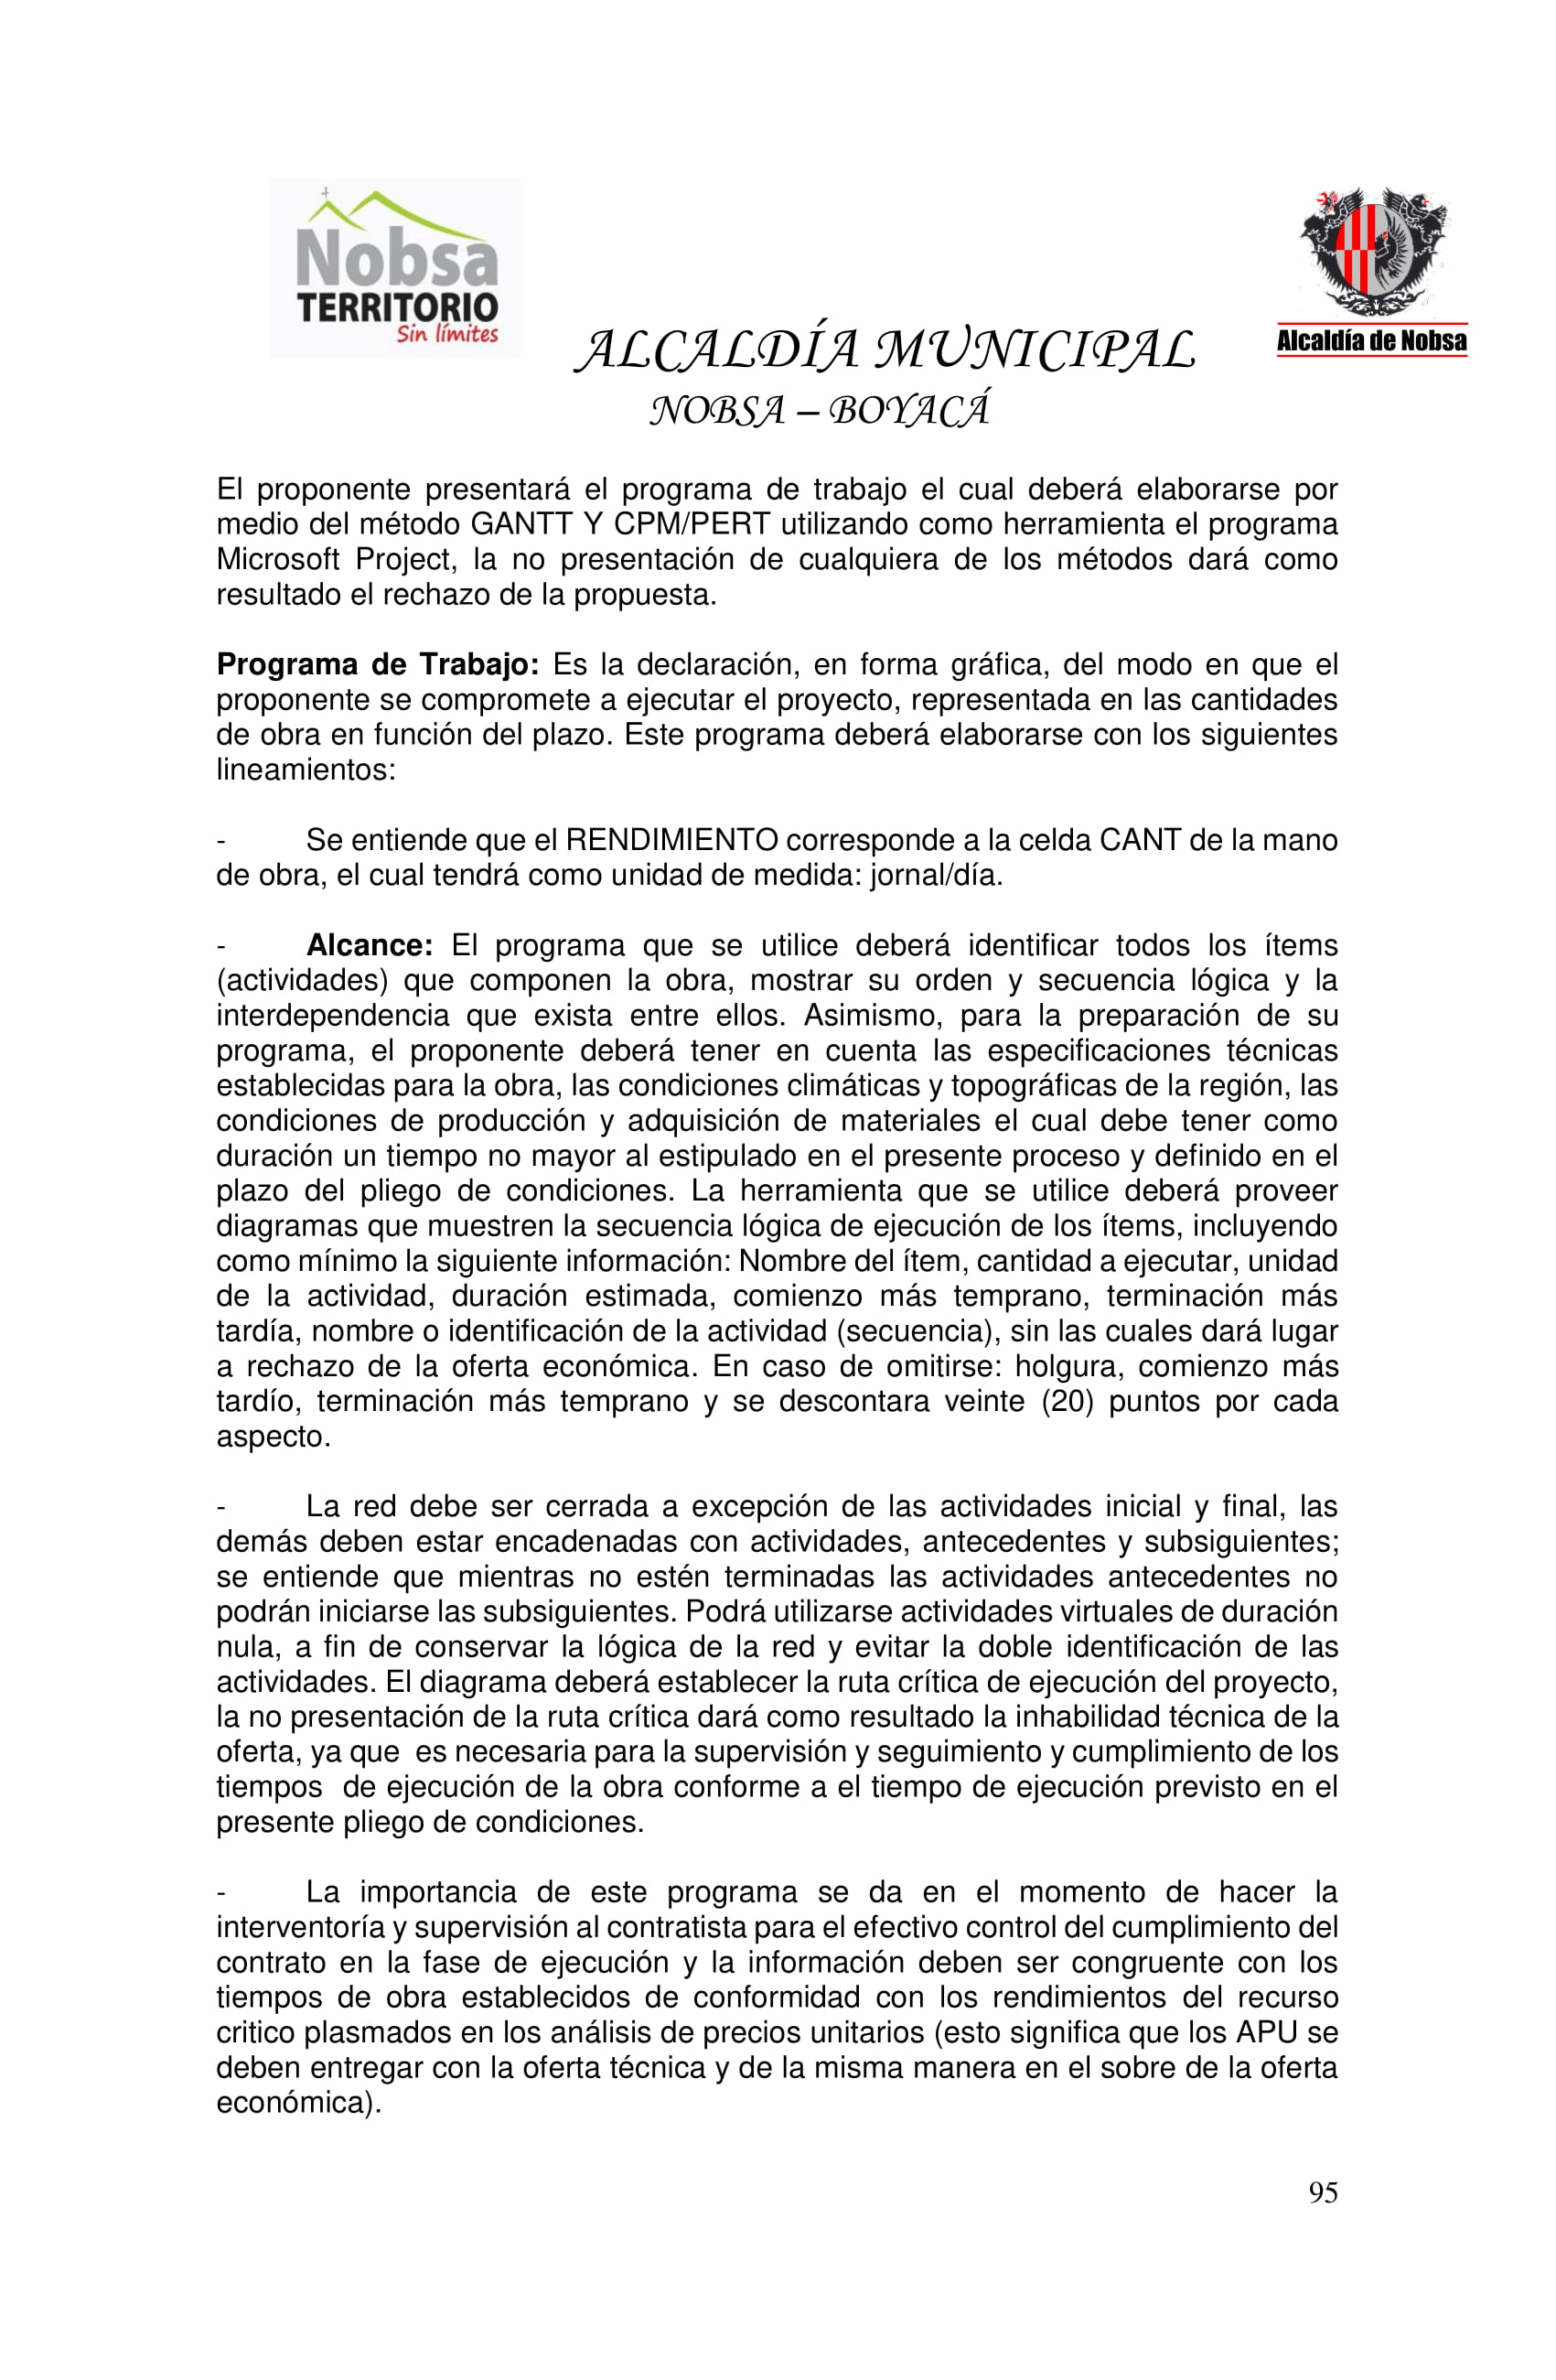 Nobsa
TERRITORIO
Sin límites
Alcaldía de Nobsa
ALCALDÍA MUNICIPAL
NOBSA – BOYACÁ
El proponente presentará el programa de trabajo el cual deberá elaborarse por
medio del método GANTT Y CPM/PERT utilizando como herramienta el programa
Microsoft Project, la no presentación de cualquiera de los métodos dará como
resultado el rechazo de la propuesta.
Programa de Trabajo: Es la declaración, en forma gráfica, del modo en que el
proponente se compromete a ejecutar el proyecto, representada en las cantidades
de obra en función del plazo. Este programa deberá elaborarse con los siguientes
lineamientos:
- Se entiende que el RENDIMIENTO corresponde a la celda CANT de la mano
de obra, el cual tendrá como unidad de medida: jornal/día.
- Alcance: El programa que se utilice deberá identificar todos los ítems
(actividades) que componen la obra, mostrar su orden y secuencia lógica y la
interdependencia que exista entre ellos. Asimismo, para la preparación de su
programa, el proponente deberá tener en cuenta las especificaciones técnicas
establecidas para la obra, las condiciones climáticas y topográficas de la región, las
condiciones de producción y adquisición de materiales el cual debe tener como
duración un tiempo no mayor al estipulado en el presente proceso y definido en el
plazo del pliego de condiciones. La herramienta que se utilice deberá proveer
diagramas que muestren la secuencia lógica de ejecución de los ítems, incluyendo
como mínimo la siguiente información: Nombre del ítem, cantidad a ejecutar, unidad
de la actividad, duración estimada, comienzo más temprano, terminación más
tardía, nombre o identificación de la actividad (secuencia), sin las cuales dará lugar
a rechazo de la oferta económica. En caso de omitirse: holgura, comienzo más
tardío, terminación más temprano y se descontara veinte (20) puntos por cada
aspecto.
- La red debe ser cerrada a excepción de las actividades inicial y final, las
demás deben estar encadenadas con actividades, antecedentes y subsiguientes;
se entiende que mientras no estén terminadas las actividades antecedentes no
podrán iniciarse las subsiguientes. Podrá utilizarse actividades virtuales de duración
nula, a fin de conservar la lógica de la red y evitar la doble identificación de las
actividades. El diagrama deberá establecer la ruta crítica de ejecución del proyecto,
la no presentación de la ruta crítica dará como resultado la inhabilidad técnica de la
oferta, ya que es necesaria para la supervisión y seguimiento y cumplimiento de los
tiempos de ejecución de la obra conforme a el tiempo de ejecución previsto en el
presente pliego de condiciones.
- La importancia de este programa se da en el momento de hacer la
interventoría y supervisión al contratista para el efectivo control del cumplimiento del
contrato en la fase de ejecución y la información deben ser congruente con los
tiempos de obra establecidos de conformidad con los rendimientos del recurso
critico plasmados en los análisis de precios unitarios (esto significa que los APU se
deben entregar con la oferta técnica y de la misma manera en el sobre de la oferta
económica).
95